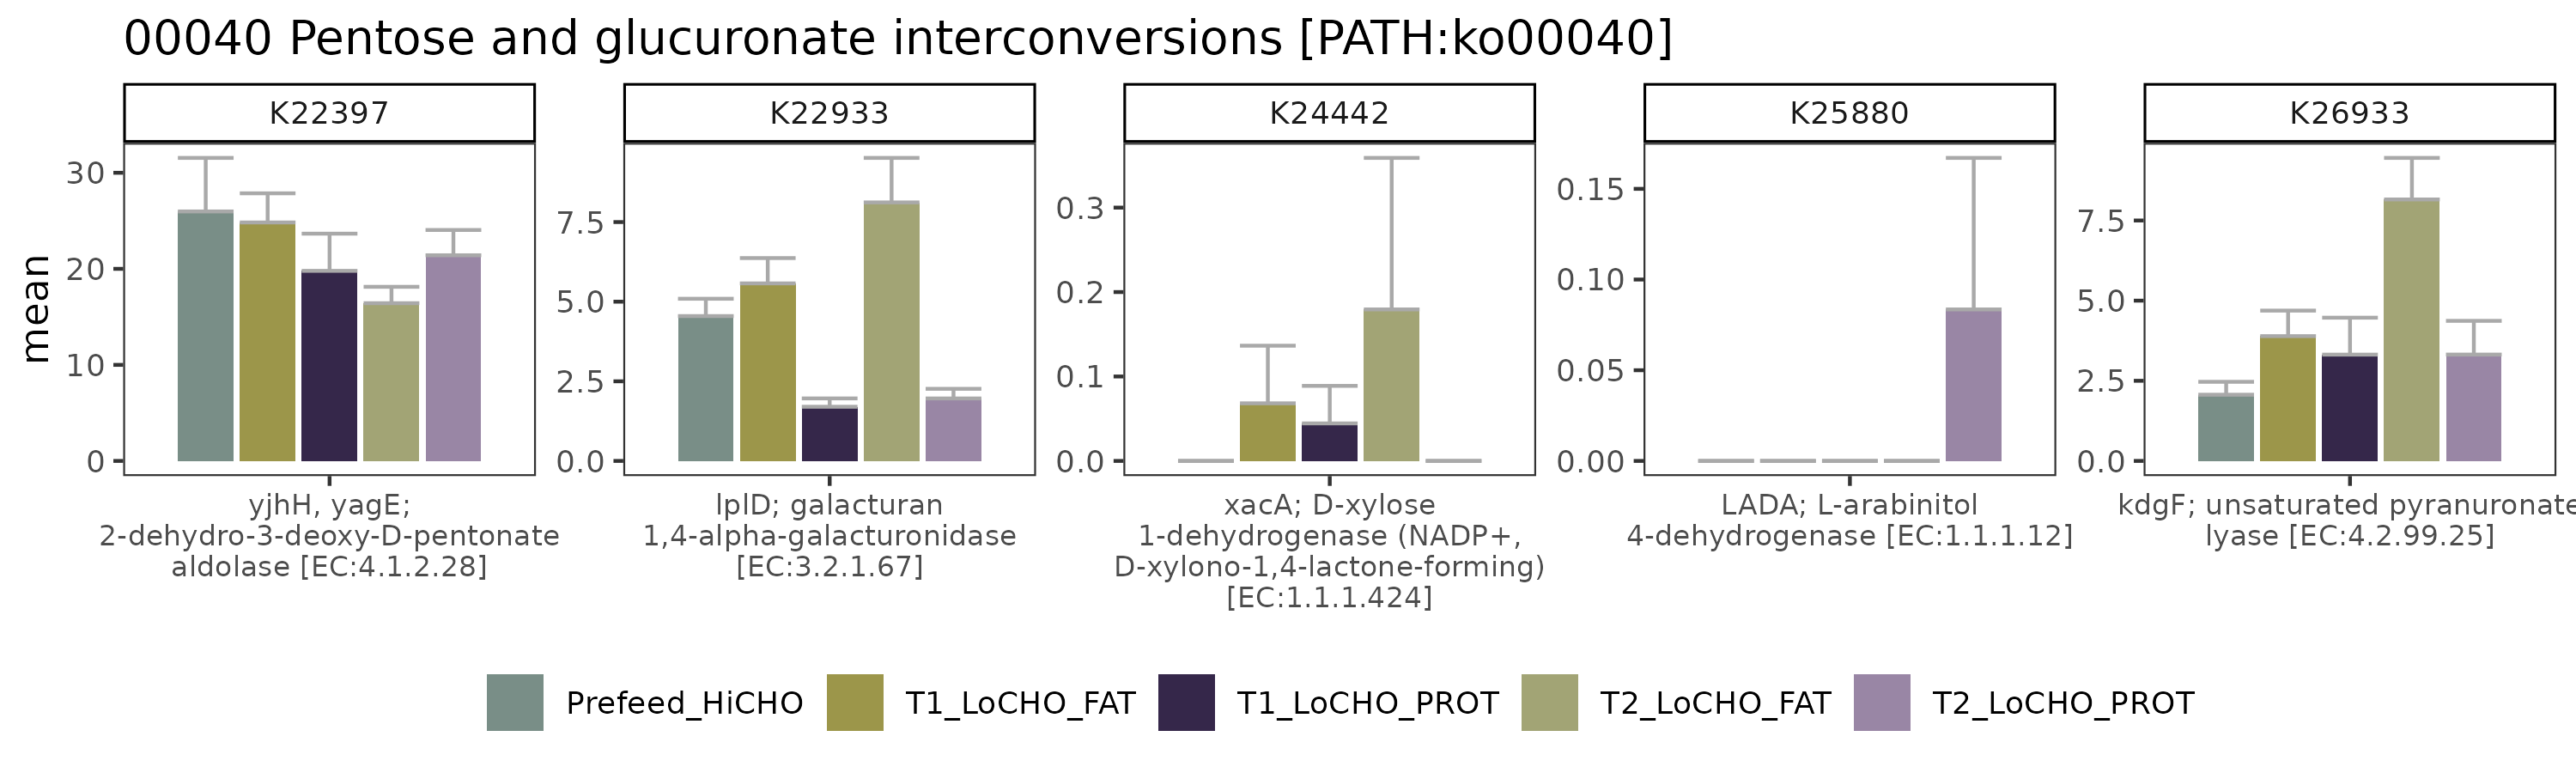 00040 Pentose and glucuronate interconversions [PATH:ko00040]
K22397
K22933
K24442
K25880
K26933
mean
30
20
10
0
7.5
5.0
2.5
0.0
0.3
0.2
0.1
0.0
0.15
0.10
0.05
0.00
7.5
5.0
2.5
0.0
yjhH, yagE;
2-dehydro-3-deoxy-D-pentonate
aldolase [EC:4.1.2.28]
lplD; galacturan
1,4-alpha-galacturonidase
[EC:3.2.1.67]
xacA; D-xylose
1-dehydrogenase (NADP+,
D-xylono-1,4-lactone-forming)
[EC:1.1.1.424]
LADA; L-arabinitol
4-dehydrogenase [EC:1.1.1.12]
kdgF; unsaturated pyranuronate
lyase [EC:4.2.99.25]
Prefeed_HiCHO
T1_LoCHO_FAT
T1_LoCHO_PROT
T2_LoCHO_FAT
T2_LoCHO_PROT